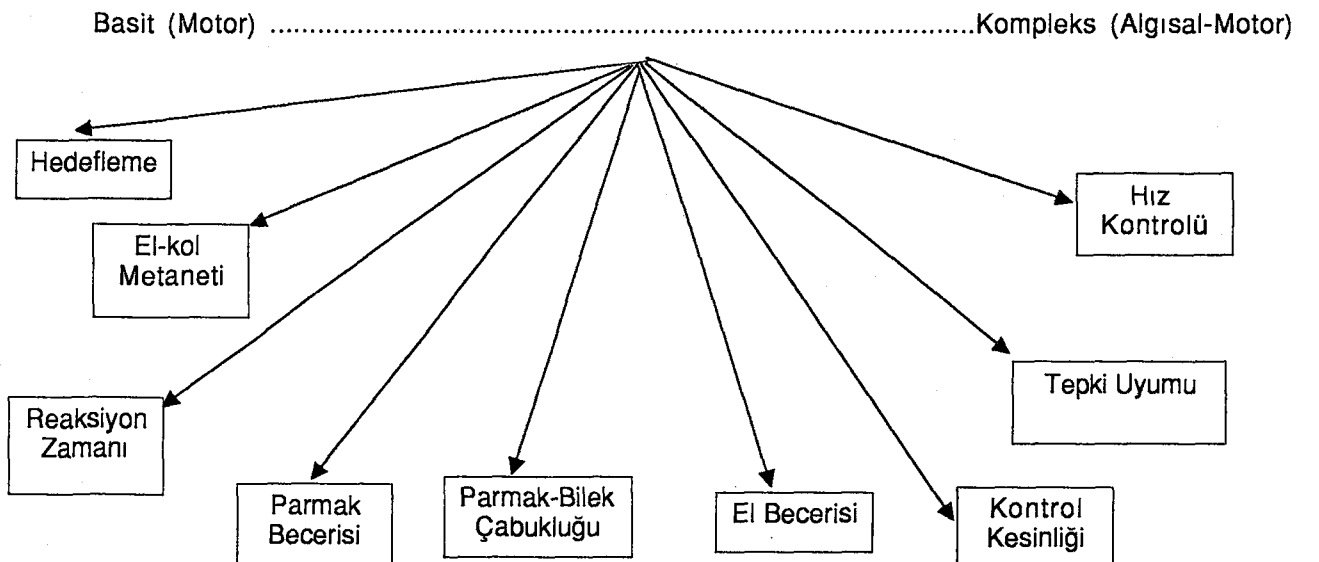 Basit (Motor) ................................................................................Kompleks (Algısal-Motor)
Hedefleme
El-kol
Metaneti
Reaksiyon
Zamanı
Parmak
Becerisi
Parmak-Bilek
Çabukluğu
El Becerisi
Kontrol
Kesinliği
Tepki Uyumu
Hız
Kontrolü